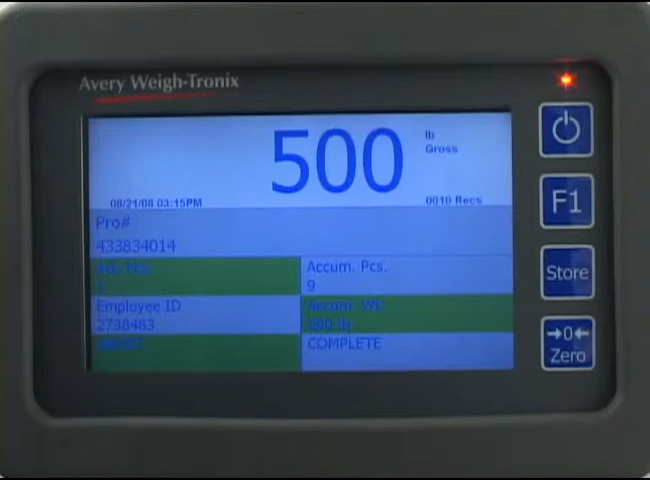 Avery Weigh-Tronix
500
lb
Gross
08/21/08 03:15PM
0010 Recs
Pro#
433834014
Accum. Pcs.
9
Employee ID
2738483
Accum. Wt.
500 lb
COMPLETE
F1
Store
→0←
Zero